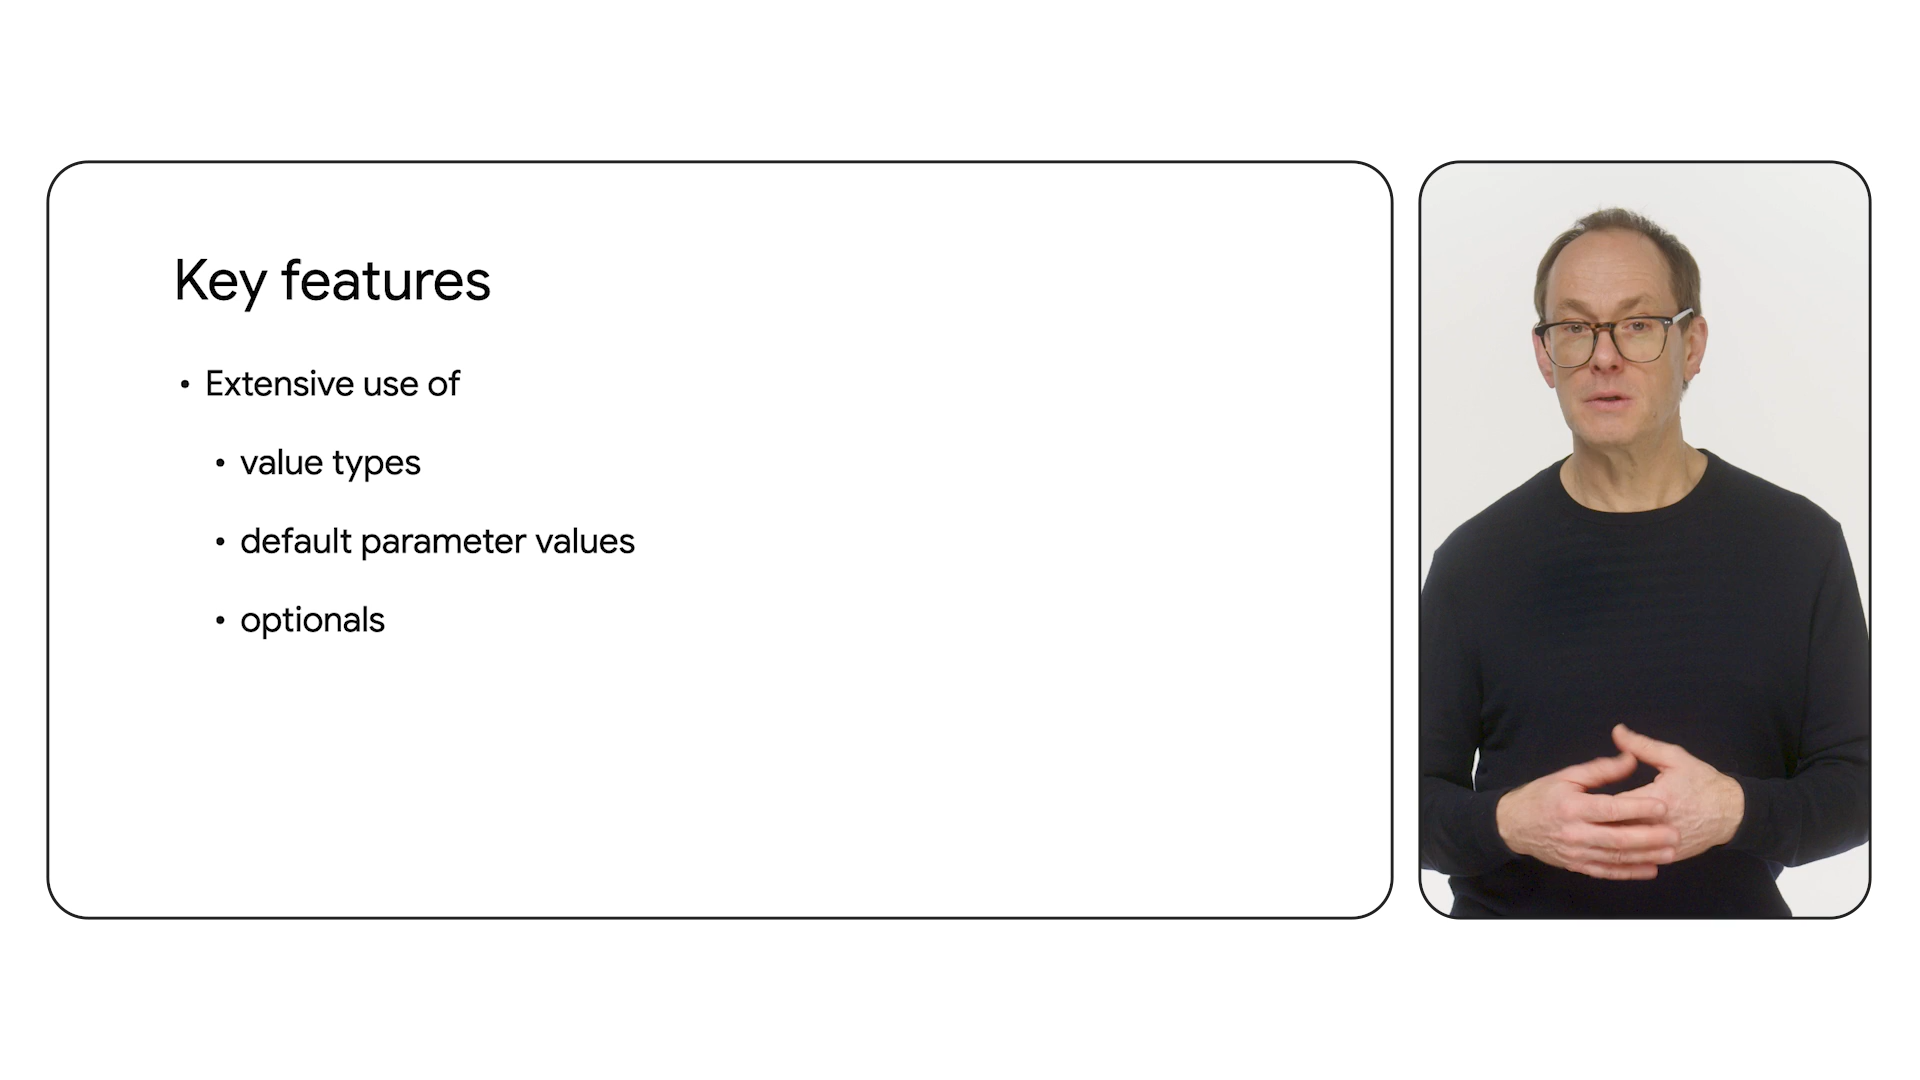 Key features
• Extensive use of
• value types
• default parameter values
• optionals